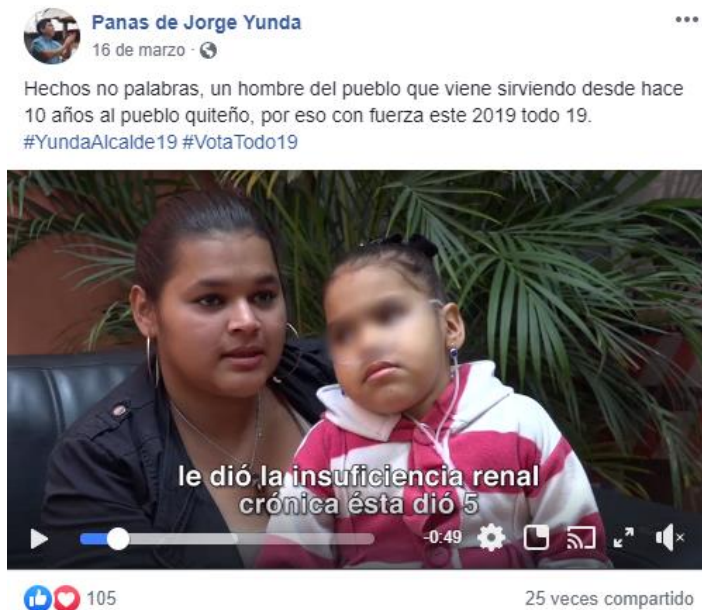 Panas de Jorge Yunda
16 de marzo
Hechos no palabras, un hombre del pueblo que viene sirviendo desde hace
10 años al pueblo quiteño, por eso con fuerza este 2019 todo 19.
#YundaAlcalde19 #VotaTodo19
le dió la insuficiencia renal
crónica ésta dió 5
-0:49
105
25 veces compartido